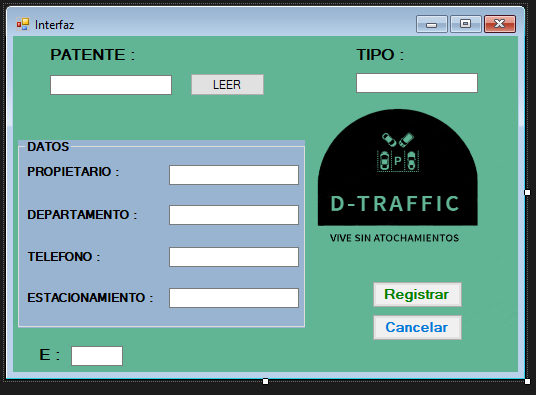 Interfaz
PATENTE :
TIPO :
LEER
DATOS
PROPIETARIO :
DEPARTAMENTO :
TELEFONO :
ESTACIONAMIENTO :
P
D-TRAFFIC
VIVE SIN ATOCHAMIENTOS
Registrar
Cancelar
E :